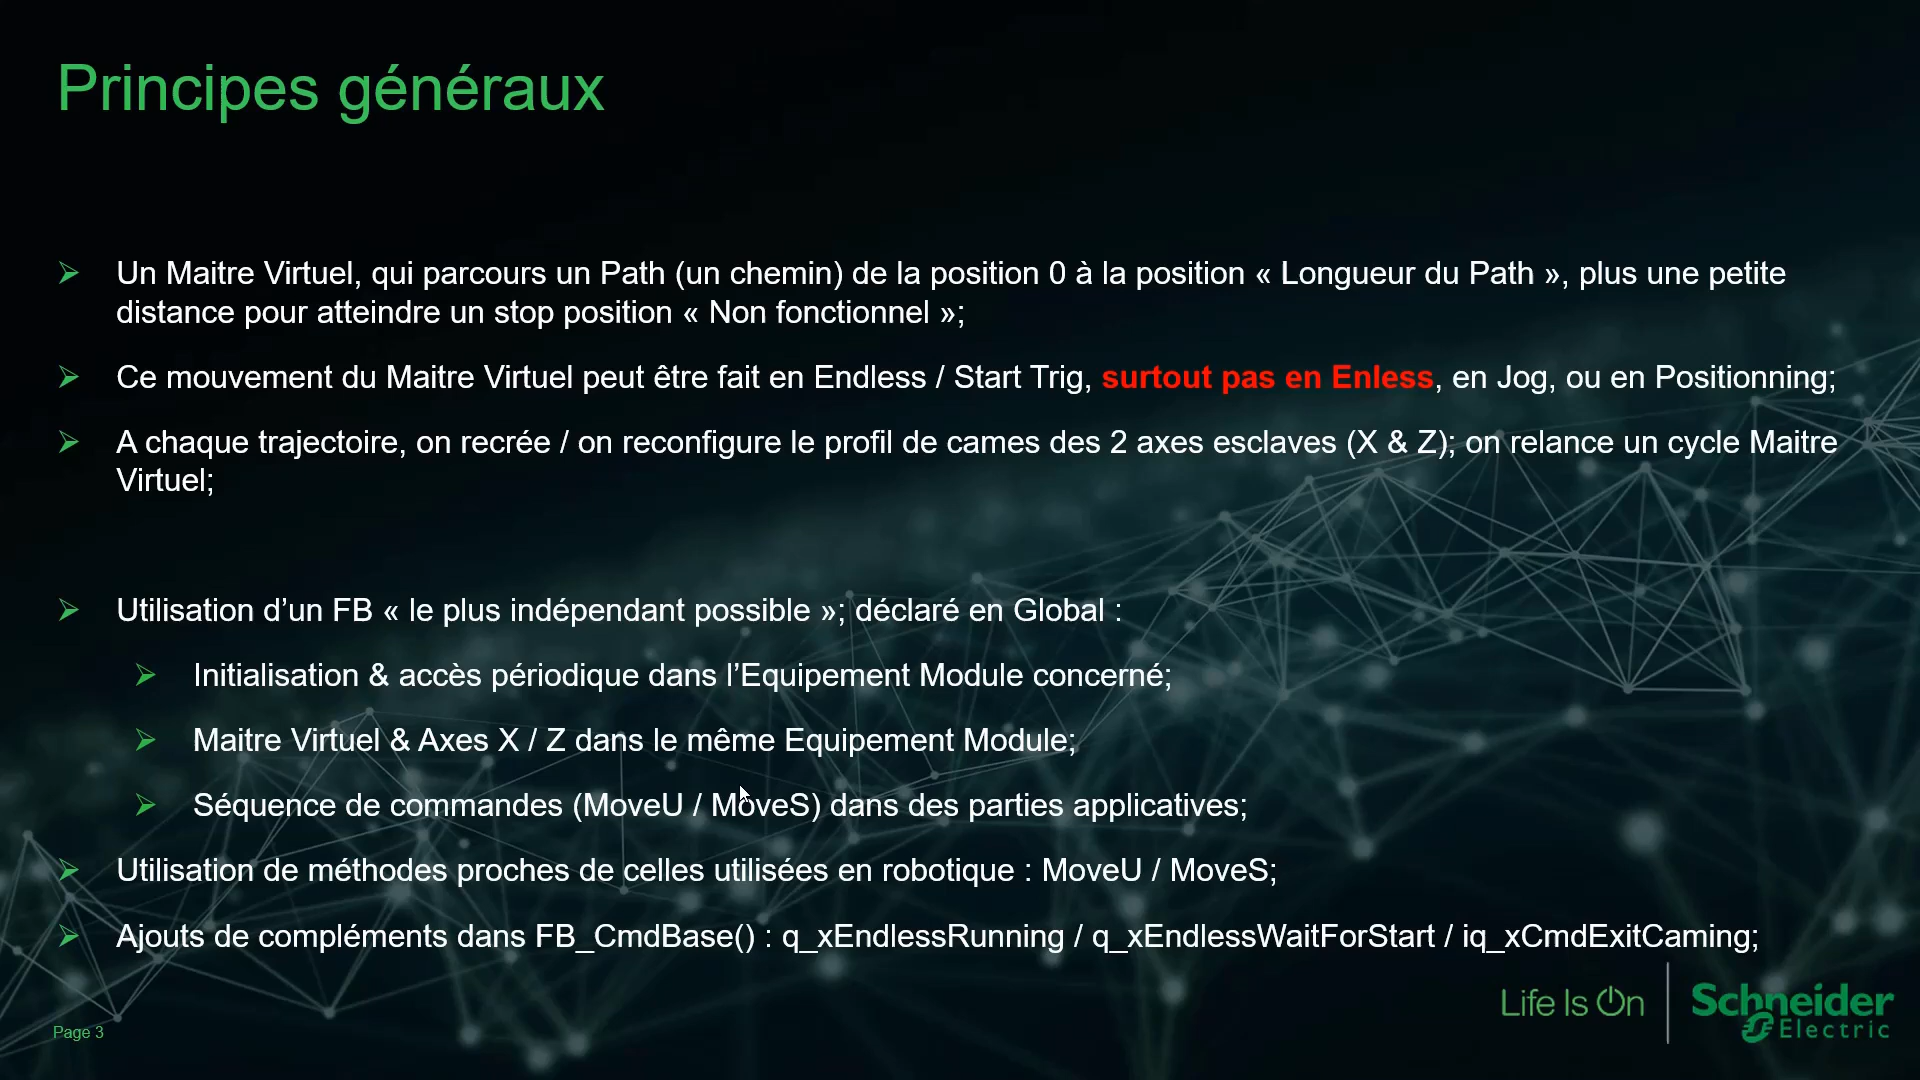 Principes généraux
Un Maitre Virtuel, qui parcours un Path (un chemin) de la position 0 à la position « Longueur du Path », plus une petite
distance pour atteindre un stop position « Non fonctionnel »;
Ce mouvement du Maitre Virtuel peut être fait en Endless / Start Trig, surtout pas en Enless, en Jog, ou en Positionning;
A chaque trajectoire, on recrée / on reconfigure le profil de cames des 2 axes esclaves (X & Z); on relance un cycle Maitre
Virtuel;
Utilisation d’un FB « le plus indépendant possible »; déclaré en Global :
Initialisation & accès périodique dans l’Equipement Module concerné;
Maitre Virtuel & Axes X / Z dans le même Equipement Module;
Séquence de commandes (MoveU / MoveS) dans des parties applicatives;
Utilisation de méthodes proches de celles utilisées en robotique : MoveU / MoveS;
Ajouts de compléments dans FB_CmdBase() : q_xEndlessRunning / q_xEndlessWaitForStart / iq_xCmdExitCaming;
Life Is On
Schneider
Electric
Page 3